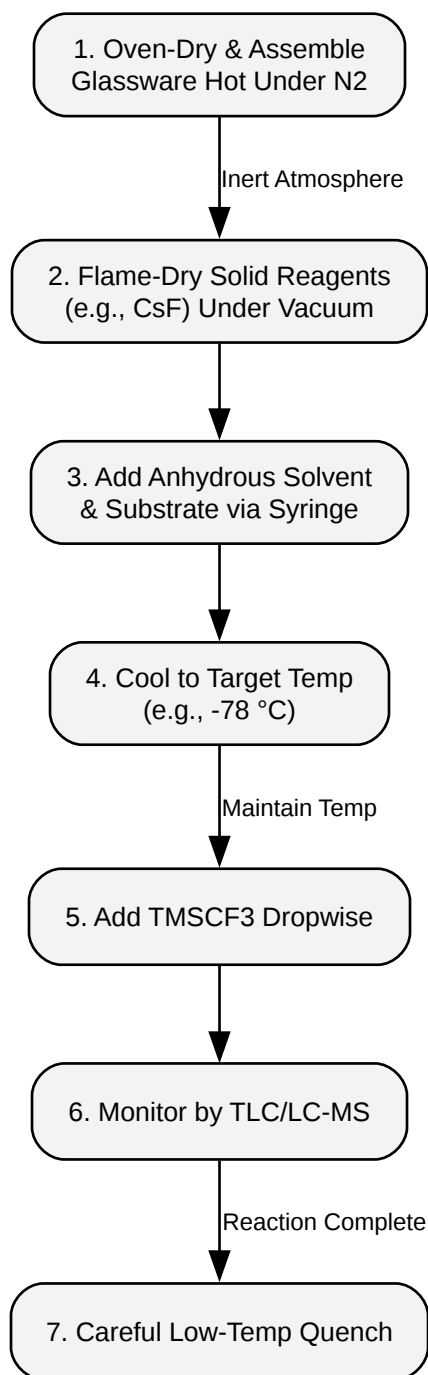 1. Oven-Dry & Assemble
Glassware Hot Under N2
Inert Atmosphere
2. Flame-Dry Solid Reagents
(e.g., CsF) Under Vacuum
3. Add Anhydrous Solvent
& Substrate via Syringe
4. Cool to Target Temp
(e.g., -78 °C)
Maintain Temp
5. Add TMSCF3 Dropwise
6. Monitor by TLC/LC-MS
Reaction Complete
7. Careful Low-Temp Quench